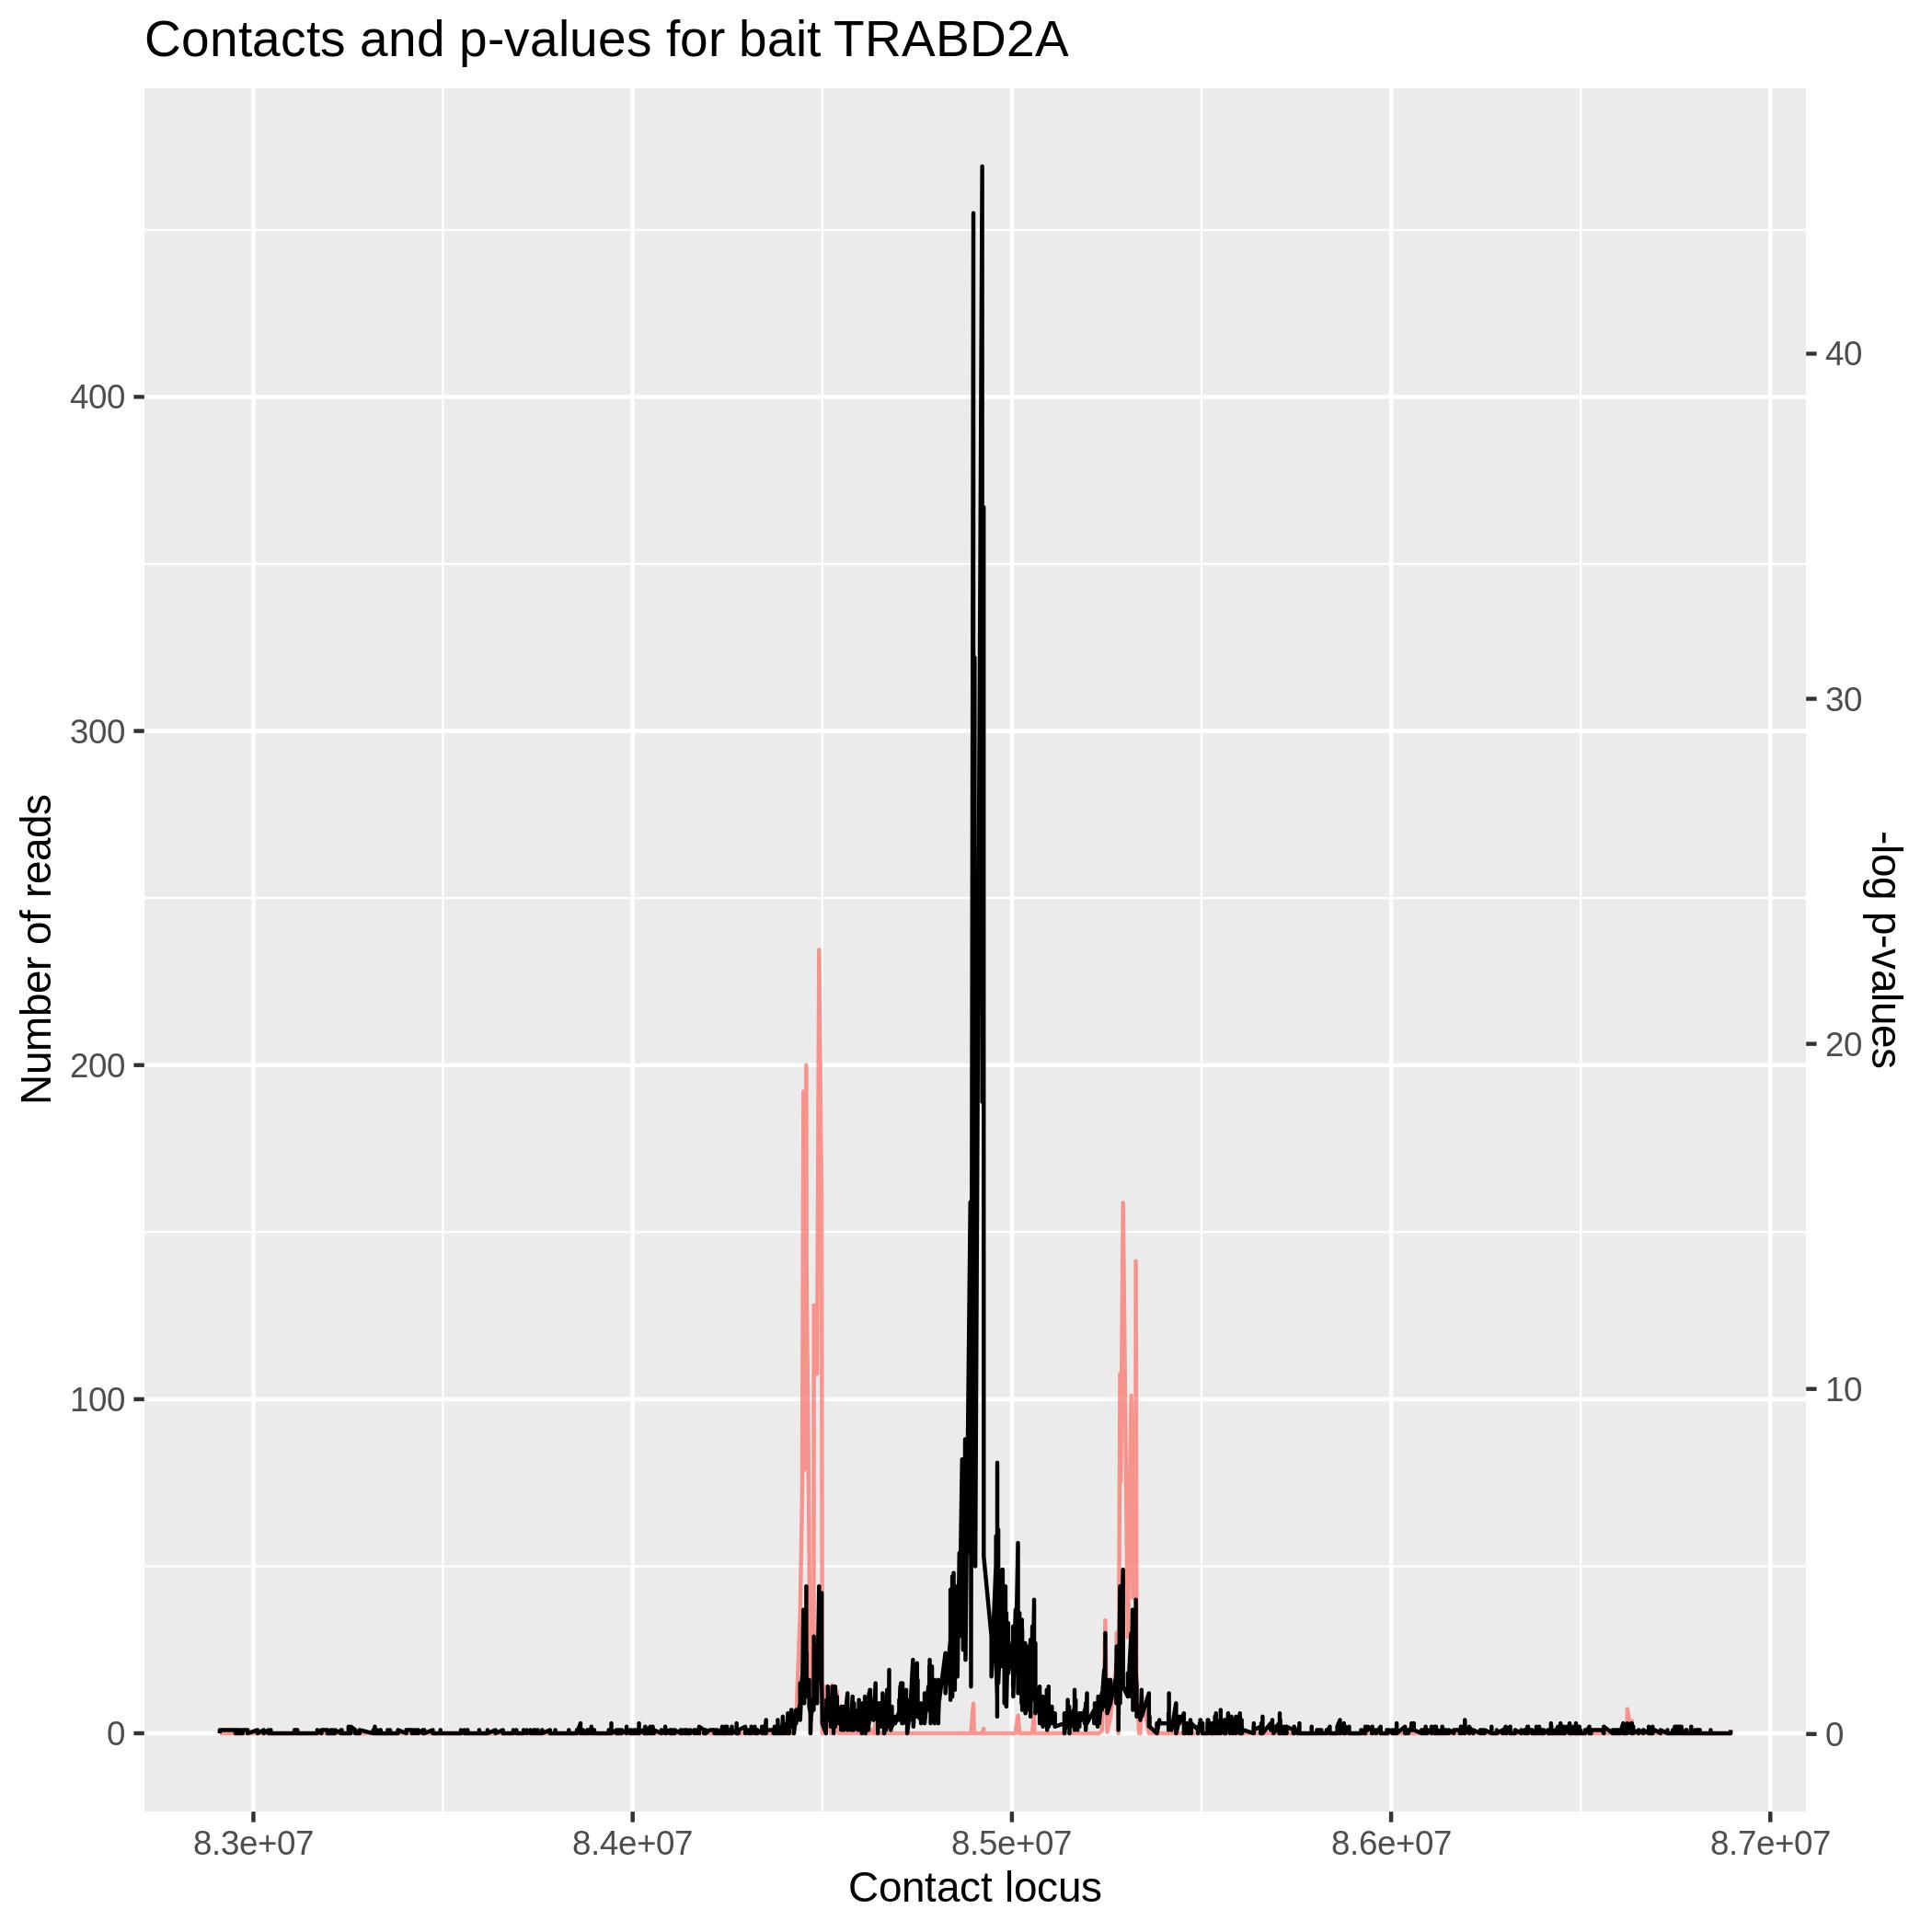 Contacts and p-values for bait TRABD2A
Number of reads
400
300
200
100
0
40
30
20
10
0
-log p-values
8.3e+07
8.4e+07
8.5e+07
8.6e+07
8.7e+07
Contact locus